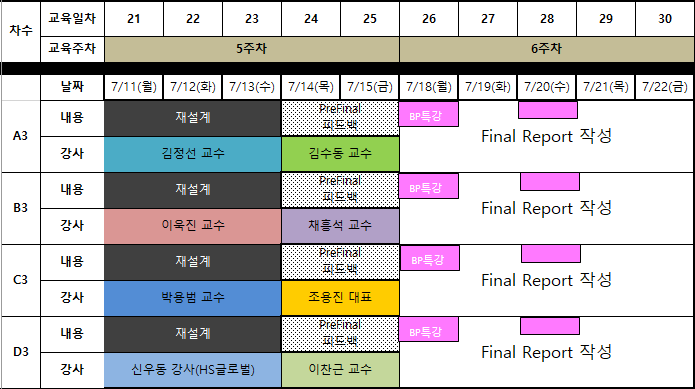 차수 교육일차 21 22 23 24 25 26 27 28 29 30
교육주차 5주차 6주차
날짜 7/11(월) 7/12(화) 7/13(수) 7/14(목) 7/15(금) 7/18(월) 7/19(화) 7/20(수) 7/21(목) 7/22(금)
A3 내용 재설계 PreFinal 피드백 BP특강 Final Report 작성
강사 김정선 교수 김수동 교수
B3 내용 재설계 PreFinal 피드백 BP특강 Final Report 작성
강사 이욱진 교수 채흥석 교수
C3 내용 재설계 PreFinal 피드백 BP특강 Final Report 작성
강사 박용범 교수 조용진 대표
D3 내용 재설계 PreFinal 피드백 BP특강 Final Report 작성
강사 신우동 강사(HS글로벌) 이찬근 교수